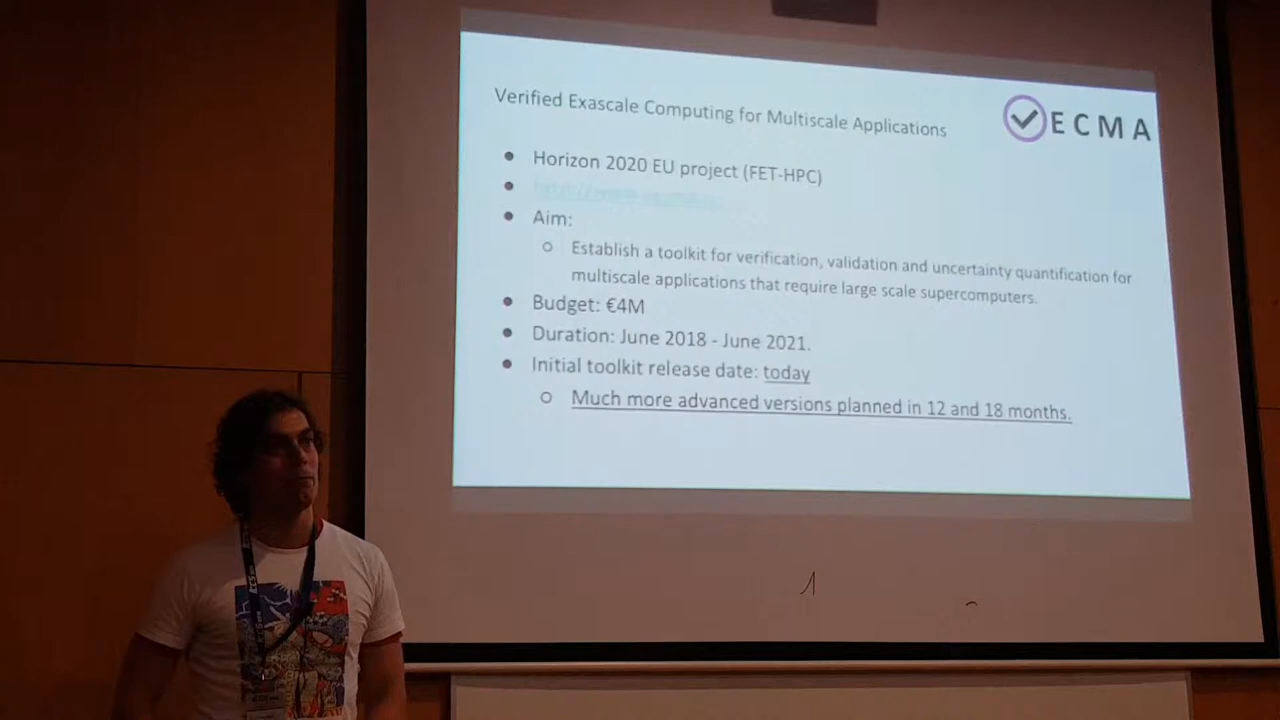 Verified Exascale Computing for Multiscale Applications
ECMA
Horizon 2020 EU project (FET-HPC)
Aim:
Establish a toolkit for verification, validation and uncertainty quantification for
multiscale applications that require large scale supercomputers.
Budget: €4M
Duration: June 2018 - June 2021.
Initial toolkit release date: today
Much more advanced versions planned in 12 and 18 months.
1